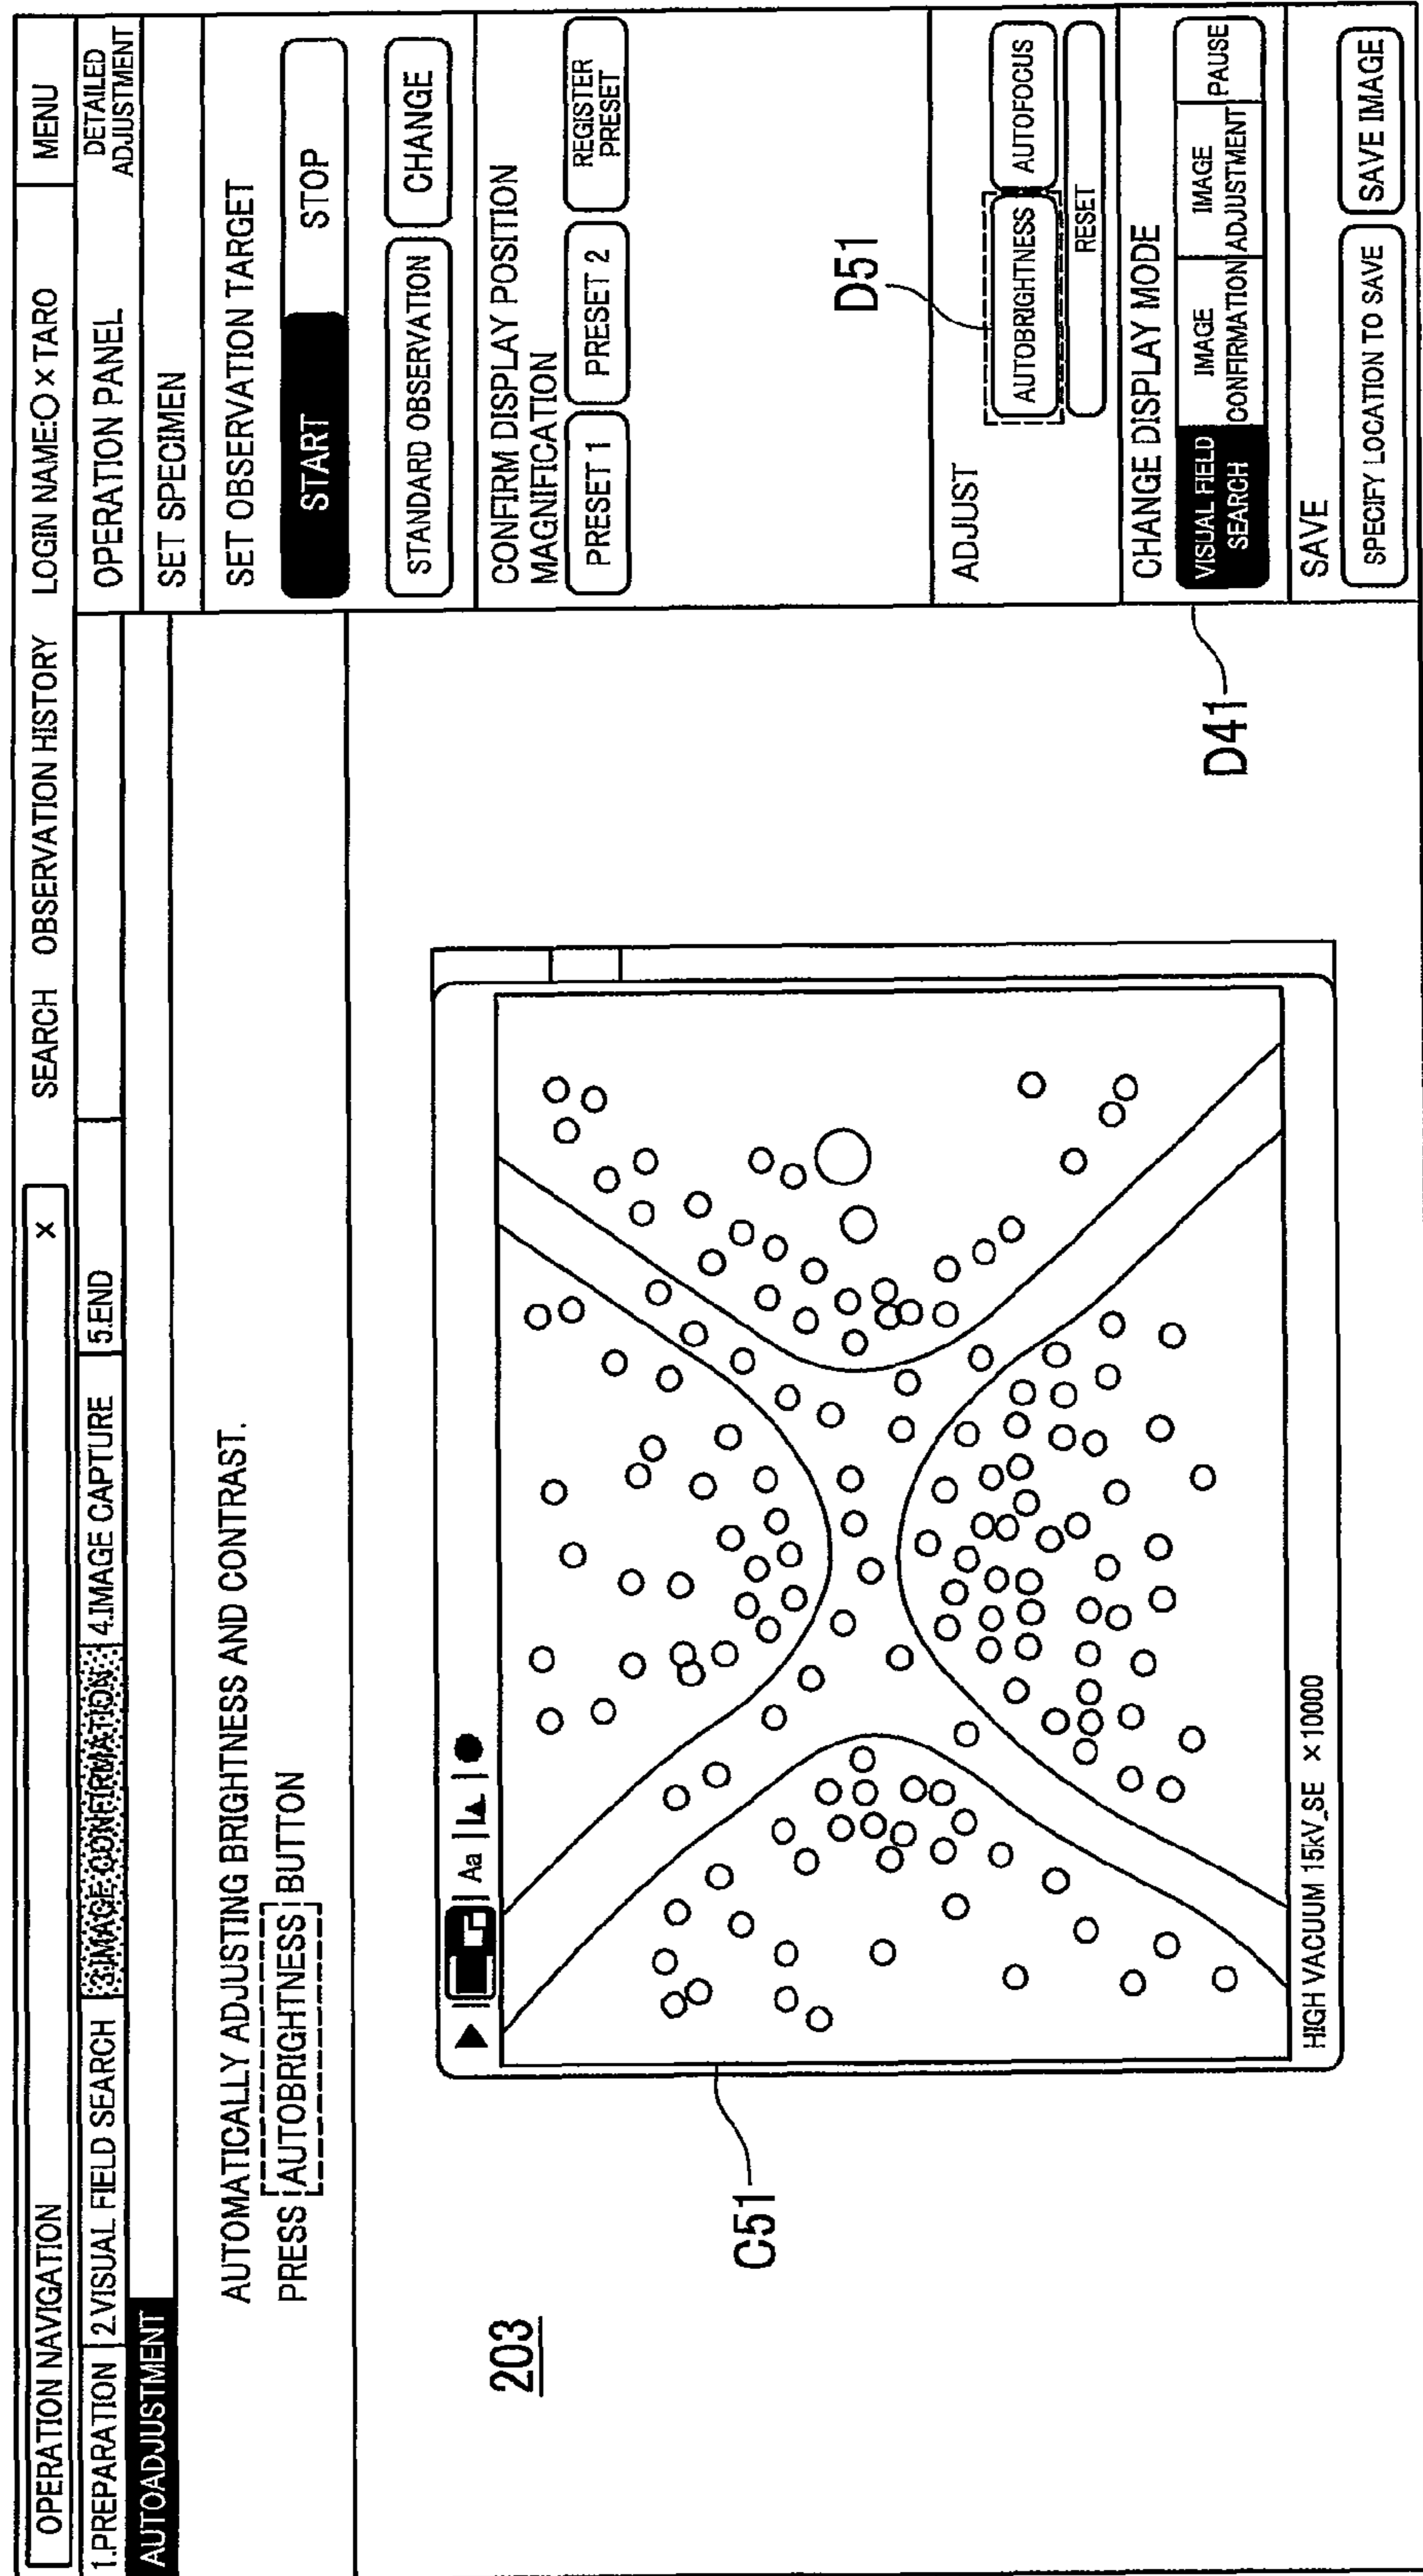 OPERATION NAVIGATION × SEARCH OBSERVATION HISTORY LOGIN NAME:○×TARO MENU
1.PREPARATION 2.VISUAL FIELD SEARCH 3.IMAGE CONFIRMATION 4.IMAGE CAPTURE 5.END
AUTOADJUSTMENT
AUTOMATICALLY ADJUSTING BRIGHTNESS AND CONTRAST.
PRESS AUTOBRIGHTNESS BUTTON
203
Aa
C51
HIGH VACUUM 15kV_SE ×10000
OPERATION PANEL
DETAILED
ADJUSTMENT
SET SPECIMEN
SET OBSERVATION TARGET
START STOP
STANDARD OBSERVATION CHANGE
CONFIRM DISPLAY POSITION
MAGNIFICATION
PRESET 1 PRESET 2
REGISTER
PRESET
D51
ADJUST
AUTOBRIGHTNESS AUTOFOCUS
RESET
CHANGE DISPLAY MODE
VISUAL FIELD
SEARCH
IMAGE
CONFIRMATION
IMAGE
ADJUSTMENT
PAUSE
D41
SAVE
SPECIFY LOCATION TO SAVE SAVE IMAGE